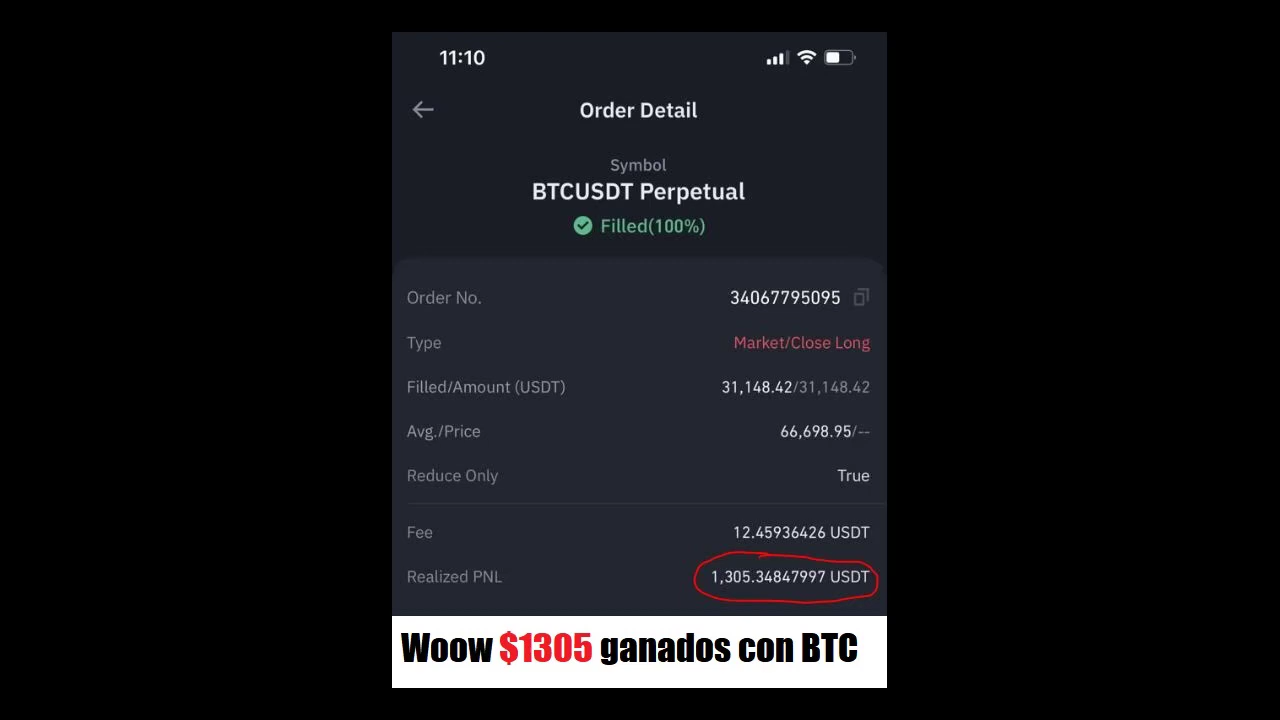 11:10
Order Detail
Symbol
BTCUSDT Perpetual
Filled(100%)
Order No. 34067795095
Type Market/Close Long
Filled/Amount (USDT) 31,148.42/31,148.42
Avg./Price 66,698.95/--
Reduce Only True
Fee 12.45936426 USDT
Realized PNL 1,305.34847997 USDT
Woow $1305 ganados con BTC